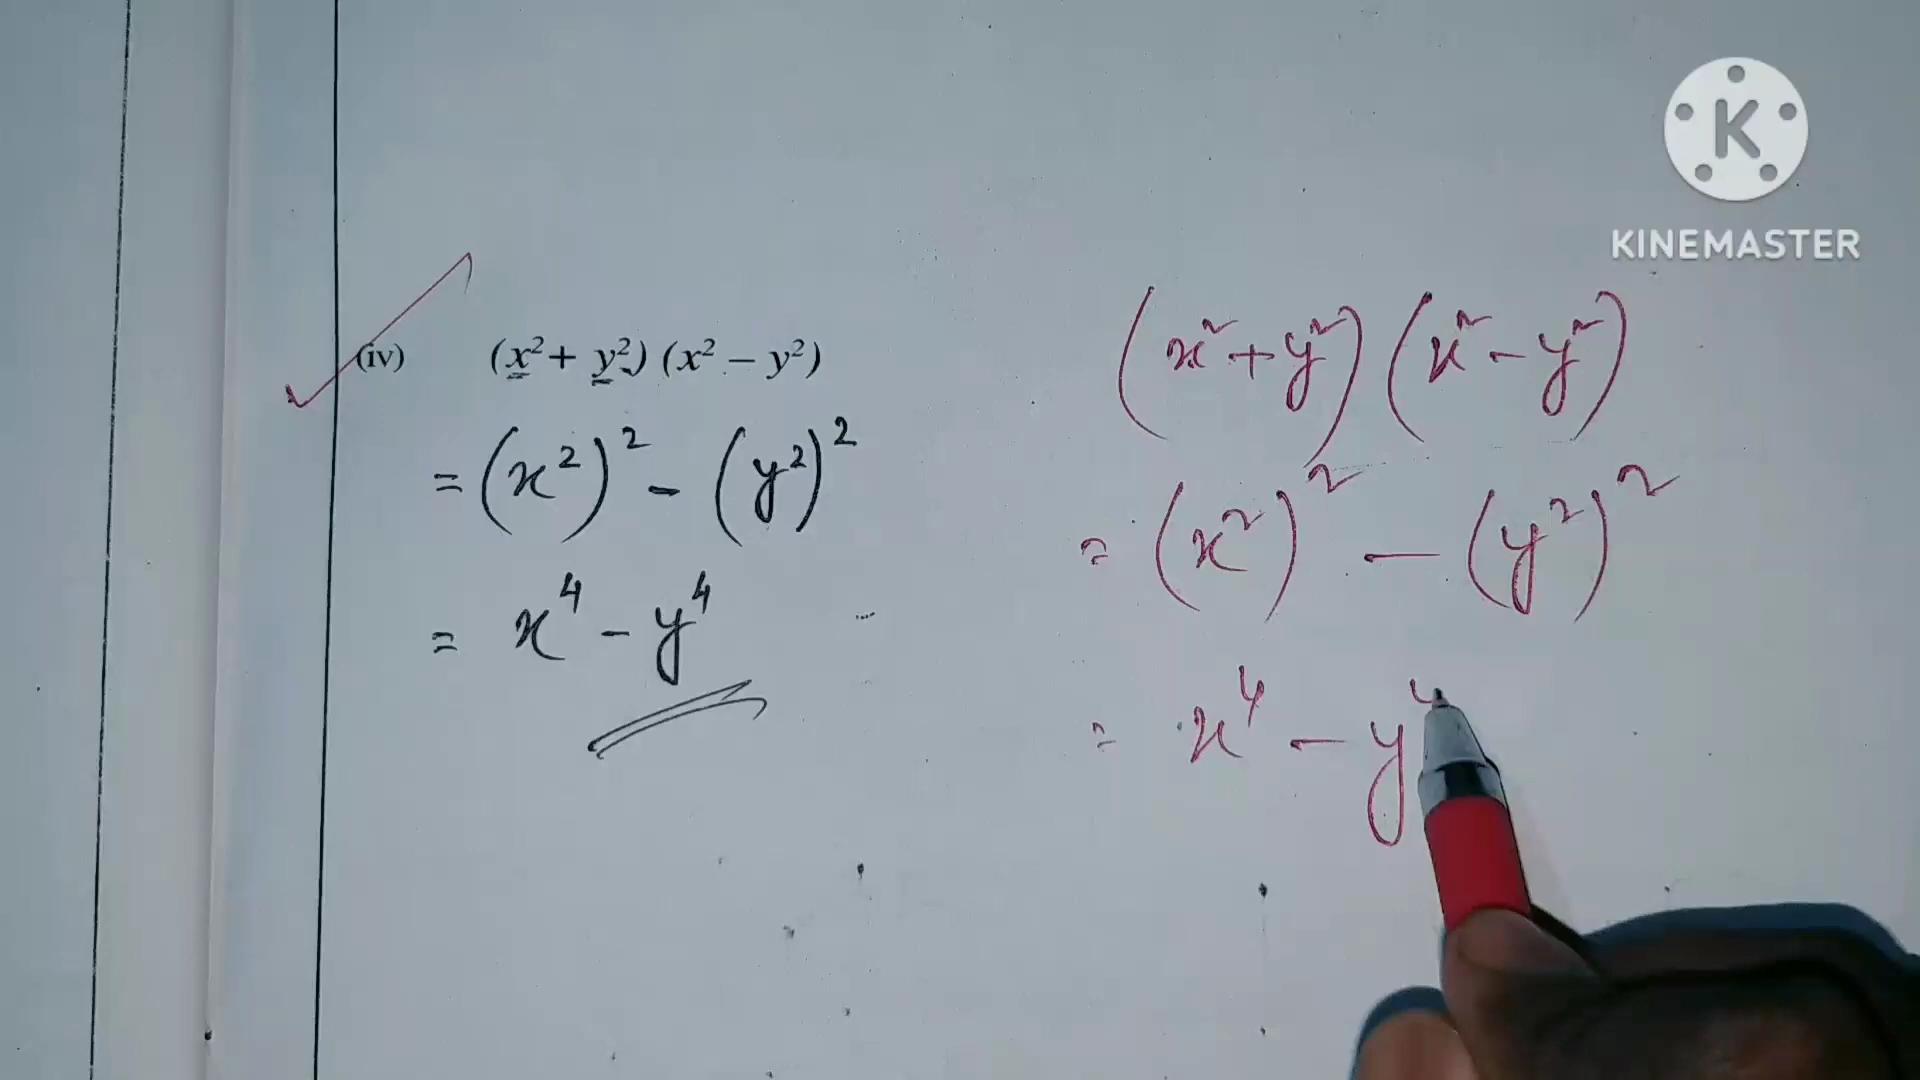 (iv) (x² + y²) (x² – y²)
= (x²)² - (y²)²
= x⁴ - y⁴
(x² + y²) (x² - y²)
= (x²)² - (y²)²
= x⁴ - y⁴
K
KINEMASTER